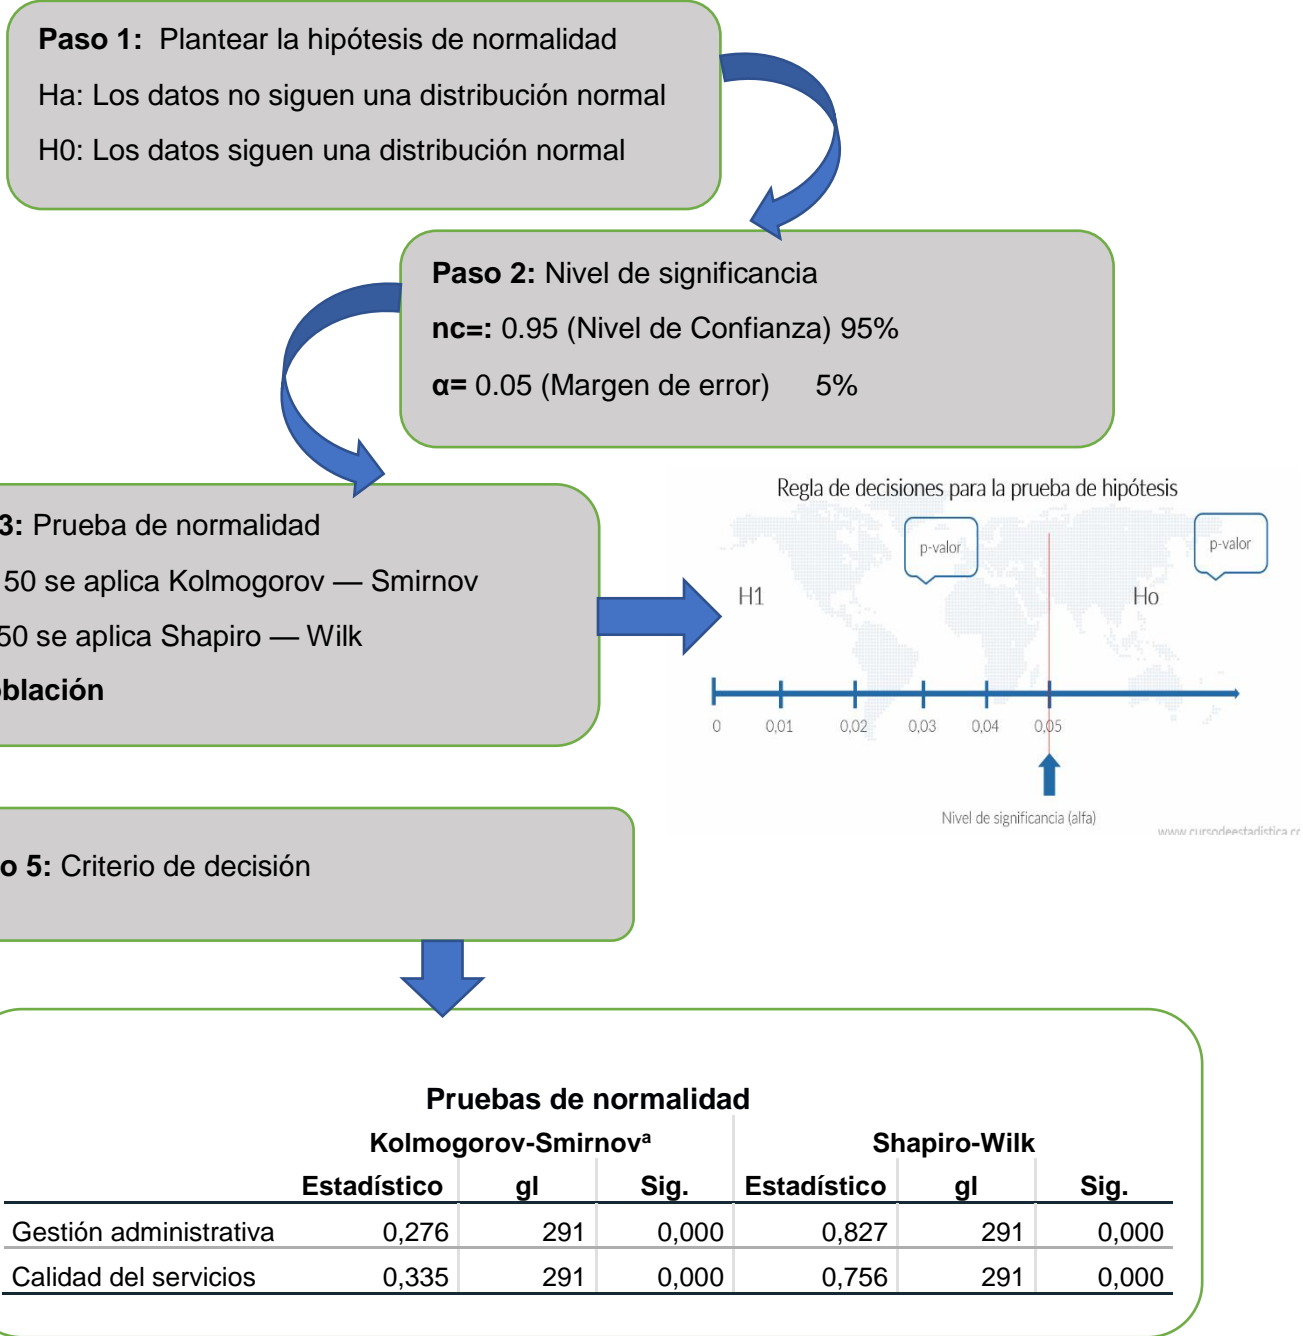 Paso 1: Plantear la hipótesis de normalidad
Ha: Los datos no siguen una distribución normal
H0: Los datos siguen una distribución normal
Paso 2: Nivel de significancia
nc=: 0.95 (Nivel de Confianza) 95%
α= 0.05 (Margen de error) 5%
3: Prueba de normalidad
50 se aplica Kolmogorov — Smirnov
50 se aplica Shapiro — Wilk
oblación
Regla de decisiones para la prueba de hipótesis
p-valor
p-valor
H1
Ho
0 0,01 0,02 0,03 0,04 0,05
Nivel de significancia (alfa)
www.cursodeestadistica.co
o 5: Criterio de decisión
Pruebas de normalidad
Kolmogorov-Smirnovª Shapiro-Wilk
Estadístico gl Sig. Estadístico gl Sig.
Gestión administrativa 0,276 291 0,000 0,827 291 0,000
Calidad del servicios 0,335 291 0,000 0,756 291 0,000